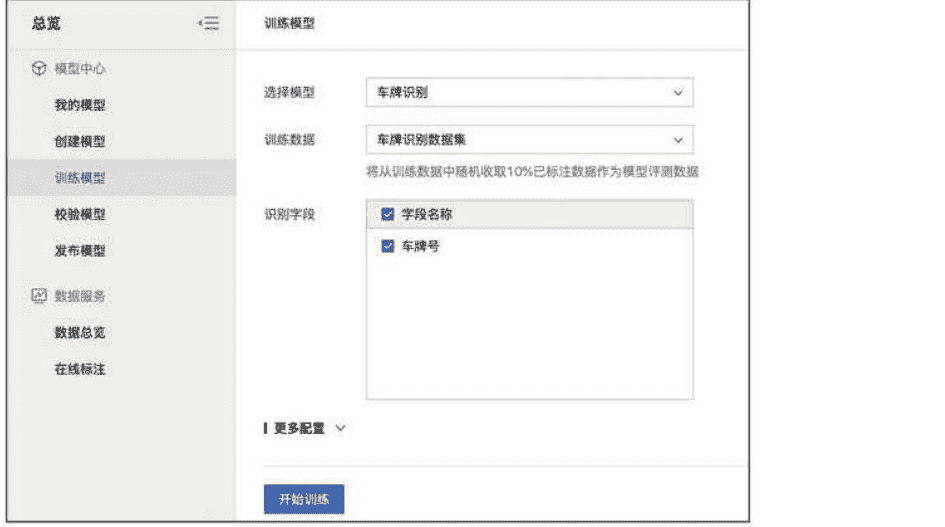 总览
模型中心
我的模型
创建模型
训练模型
校验模型
发布模型
数据服务
数据总览
在线标注
训练模型
选择模型 车牌识别
训练数据 车牌识别数据集
将从训练数据中随机收取10%已标注数据作为模型评测数据
识别字段 字段名称
车牌号
更多配置
开始训练